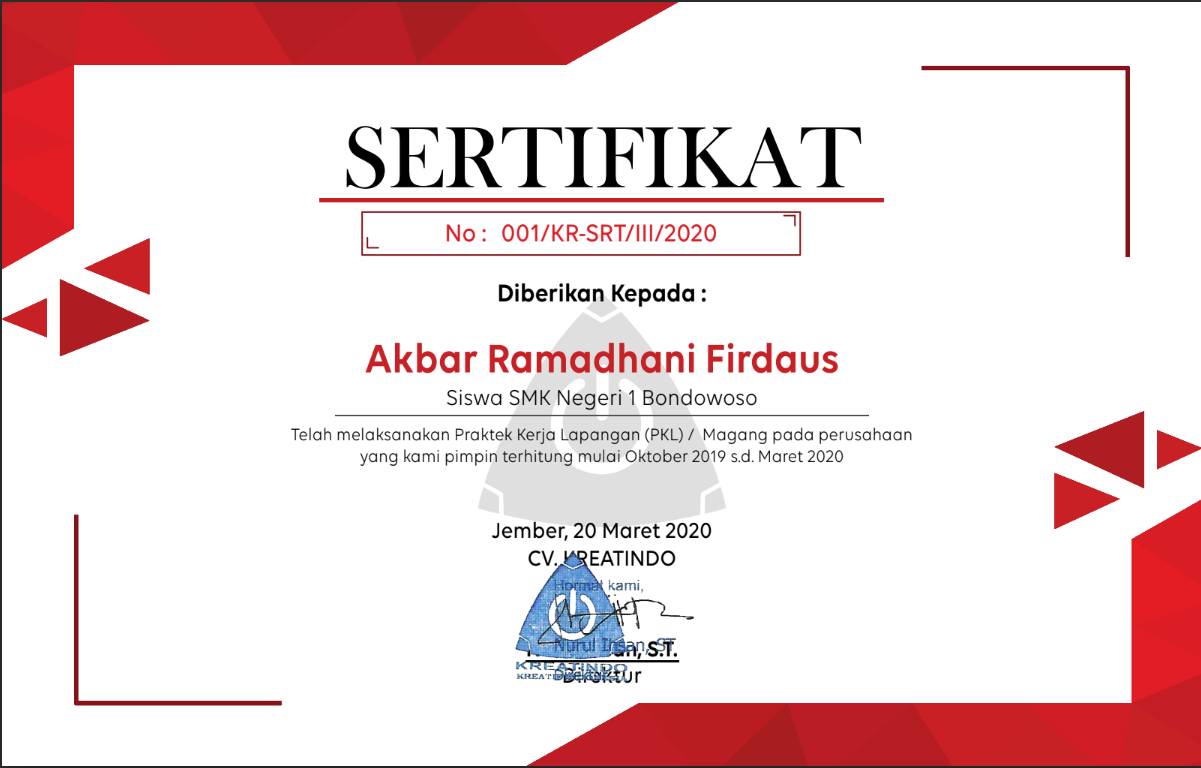 SERTIFIKAT
No : 001/KR-SRT/III/2020
Diberikan Kepada :
Akbar Ramadhani Firdaus
Siswa SMK Negeri 1 Bondowoso
Telah melaksanakan Praktek Kerja Lapangan (PKL) / Magang pada perusahaan
yang kami pimpin terhitung mulai Oktober 2019 s.d. Maret 2020
Jember, 20 Maret 2020
CV. KREATINDO
Hormat kami,
Nurul Ihsan, ST
S.T.
KREATINDO
Direktur